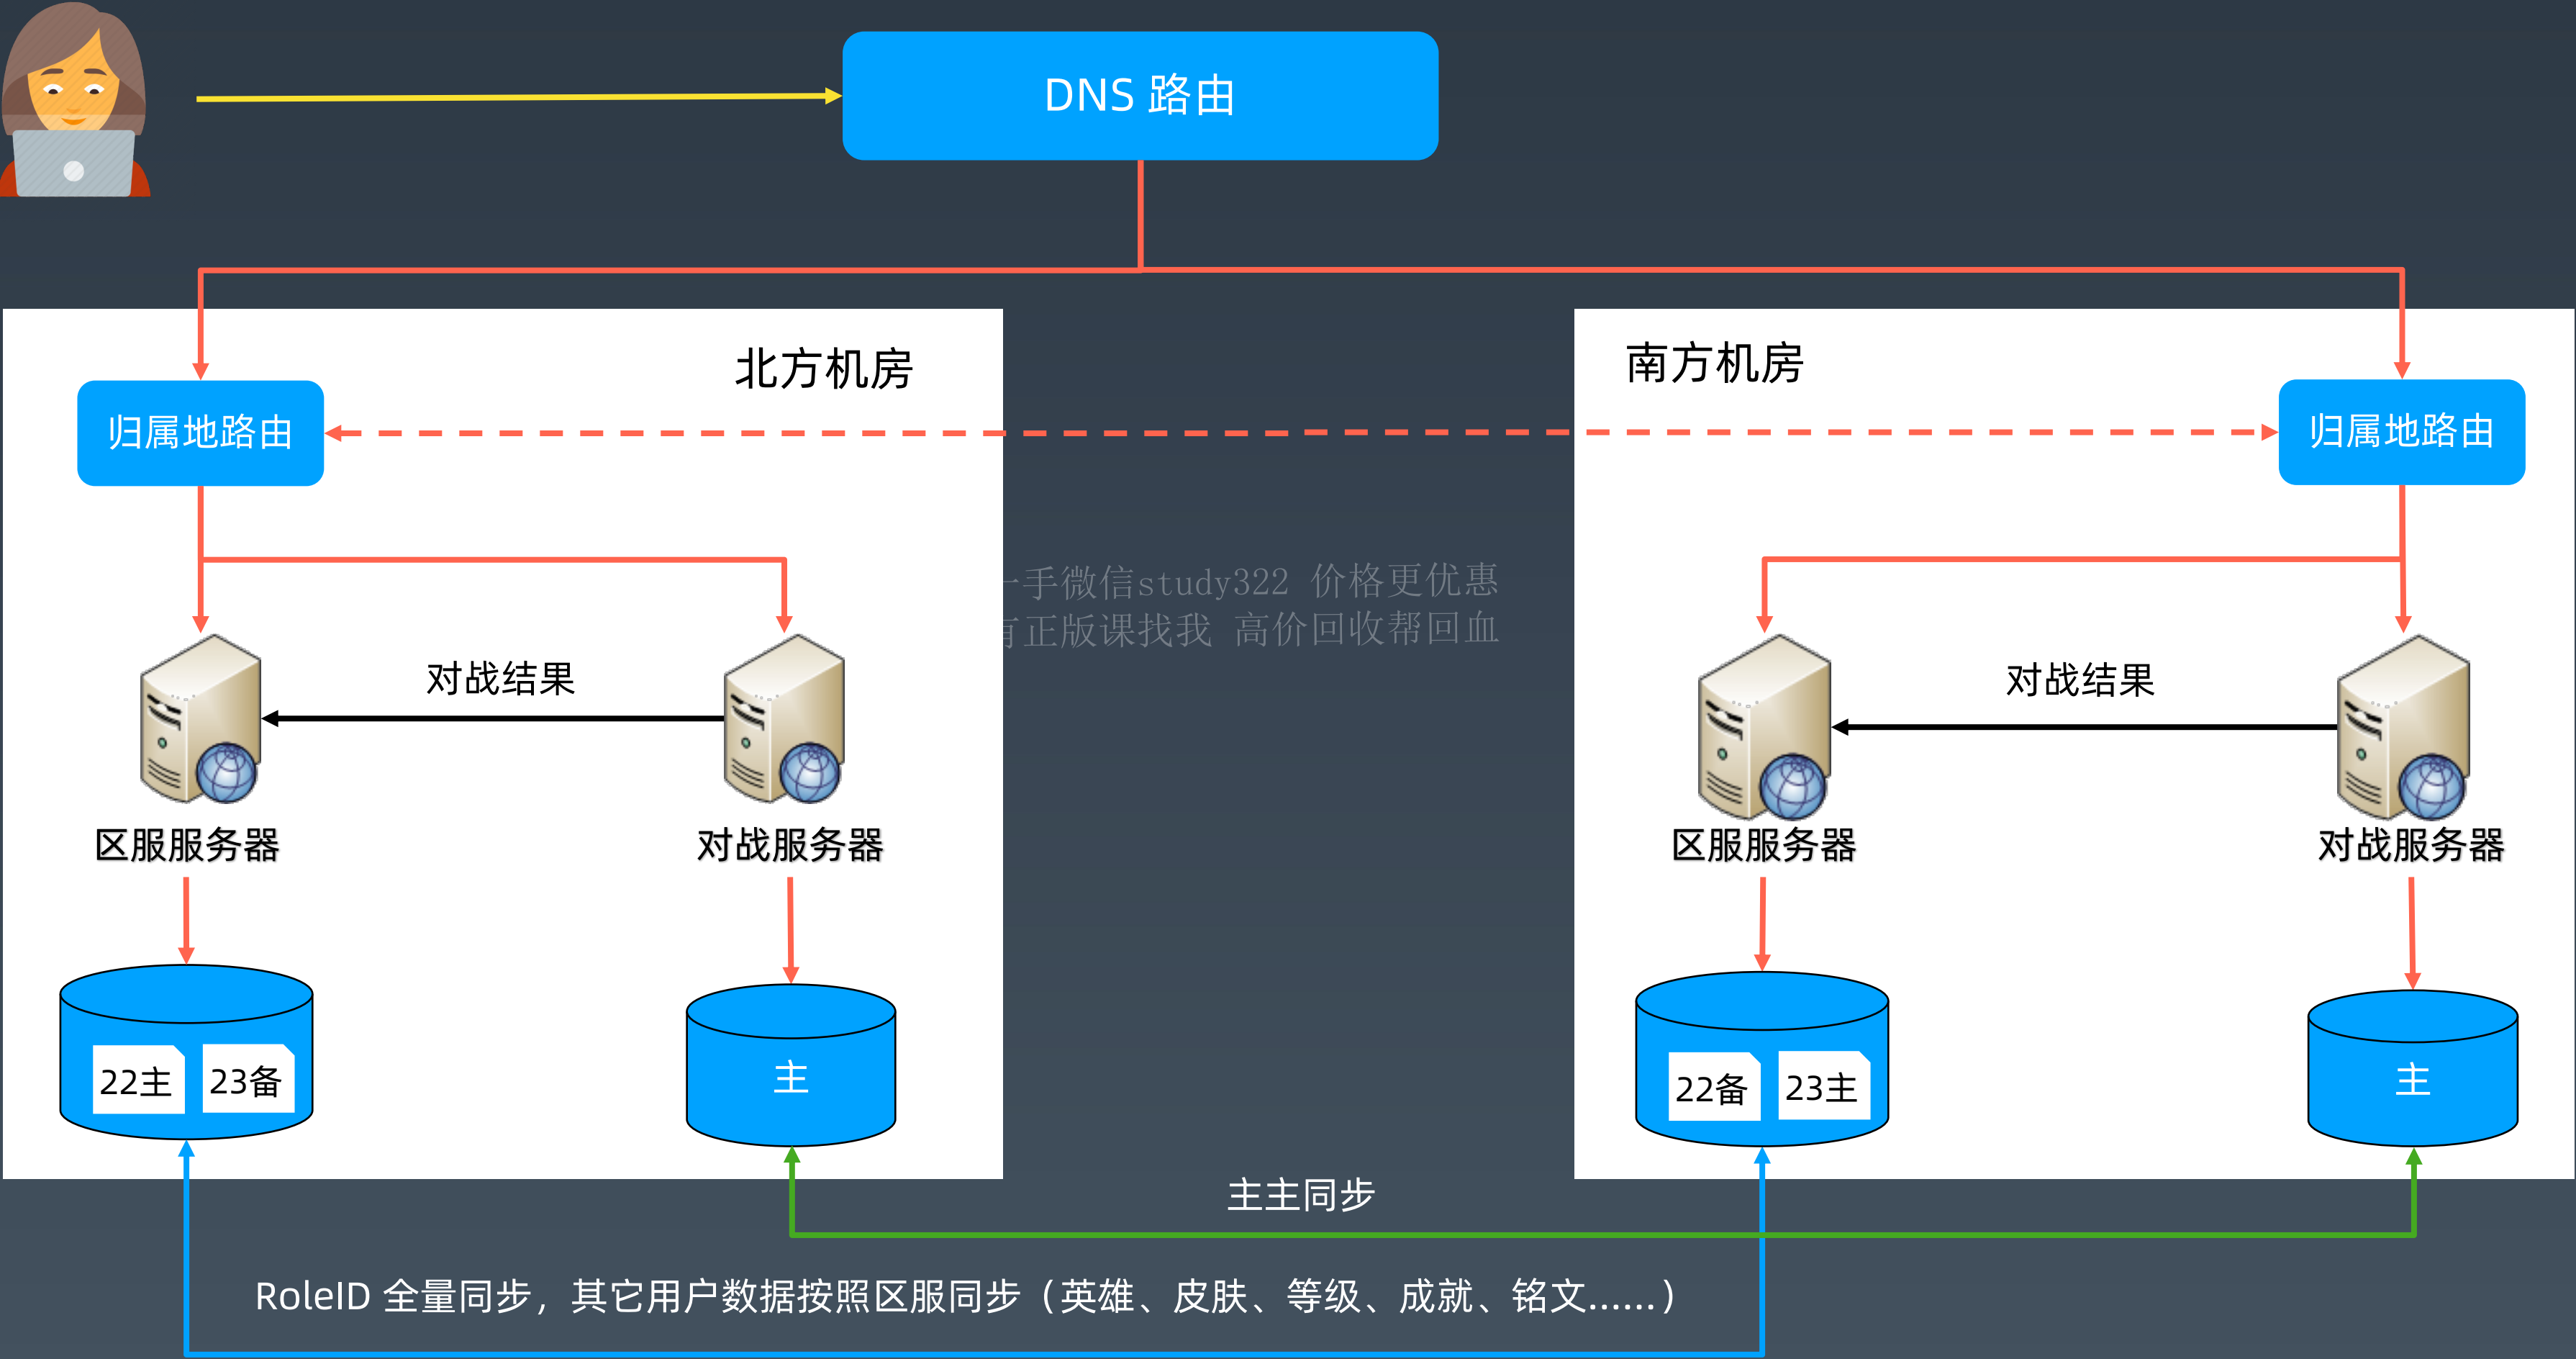 DNS 路由
北方机房
南方机房
归属地路由
归属地路由
一手微信study322 价格更优惠
有正版课找我 高价回收帮回血
对战结果
对战结果
区服服务器
对战服务器
区服服务器
对战服务器
22主
23备
主
22备
23主
主
主主同步
RoleID 全量同步，其它用户数据按照区服同步（英雄、皮肤、等级、成就、铭文……）